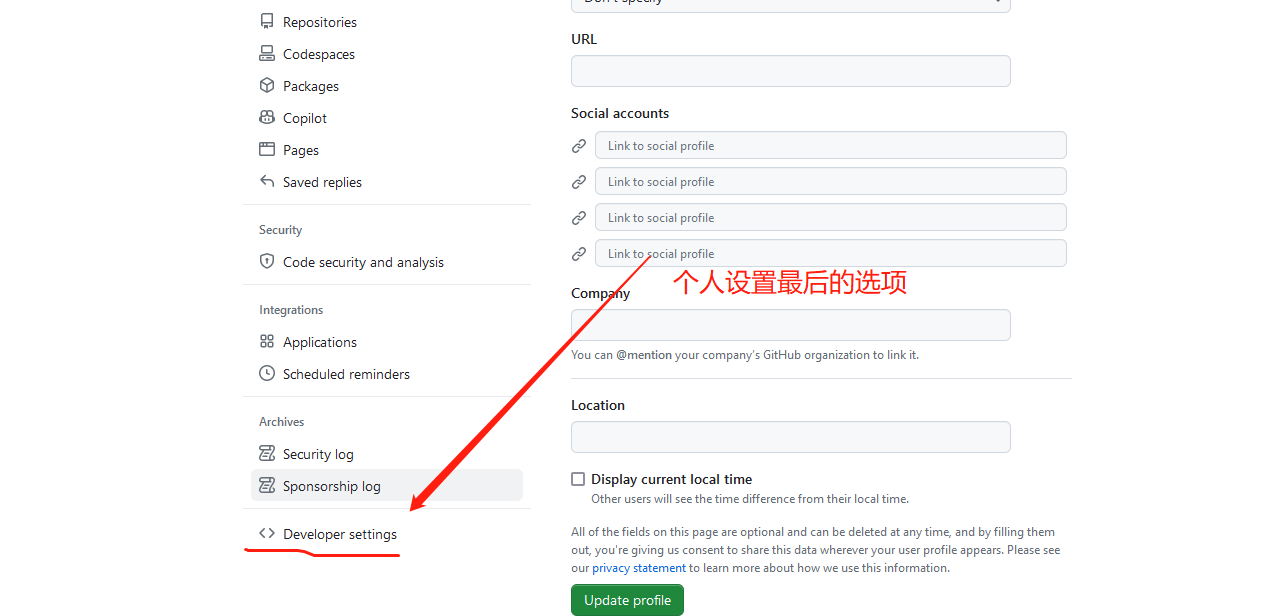 Repositories
Codespaces
Packages
Copilot
Pages
Saved replies
Security
Code security and analysis
Integrations
Applications
Scheduled reminders
Archives
Security log
Sponsorship log
Developer settings
Don't specify
URL
Social accounts
Link to social profile
Link to social profile
Link to social profile
Link to social profile
个人设置最后的选项
Company
You can @mention your company's GitHub organization to link it.
Location
Display current local time
Other users will see the time difference from their local time.
All of the fields on this page are optional and can be deleted at any time, and by filling them
out, you're giving us consent to share this data wherever your user profile appears. Please see
our privacy statement to learn more about how we use this information.
Update profile